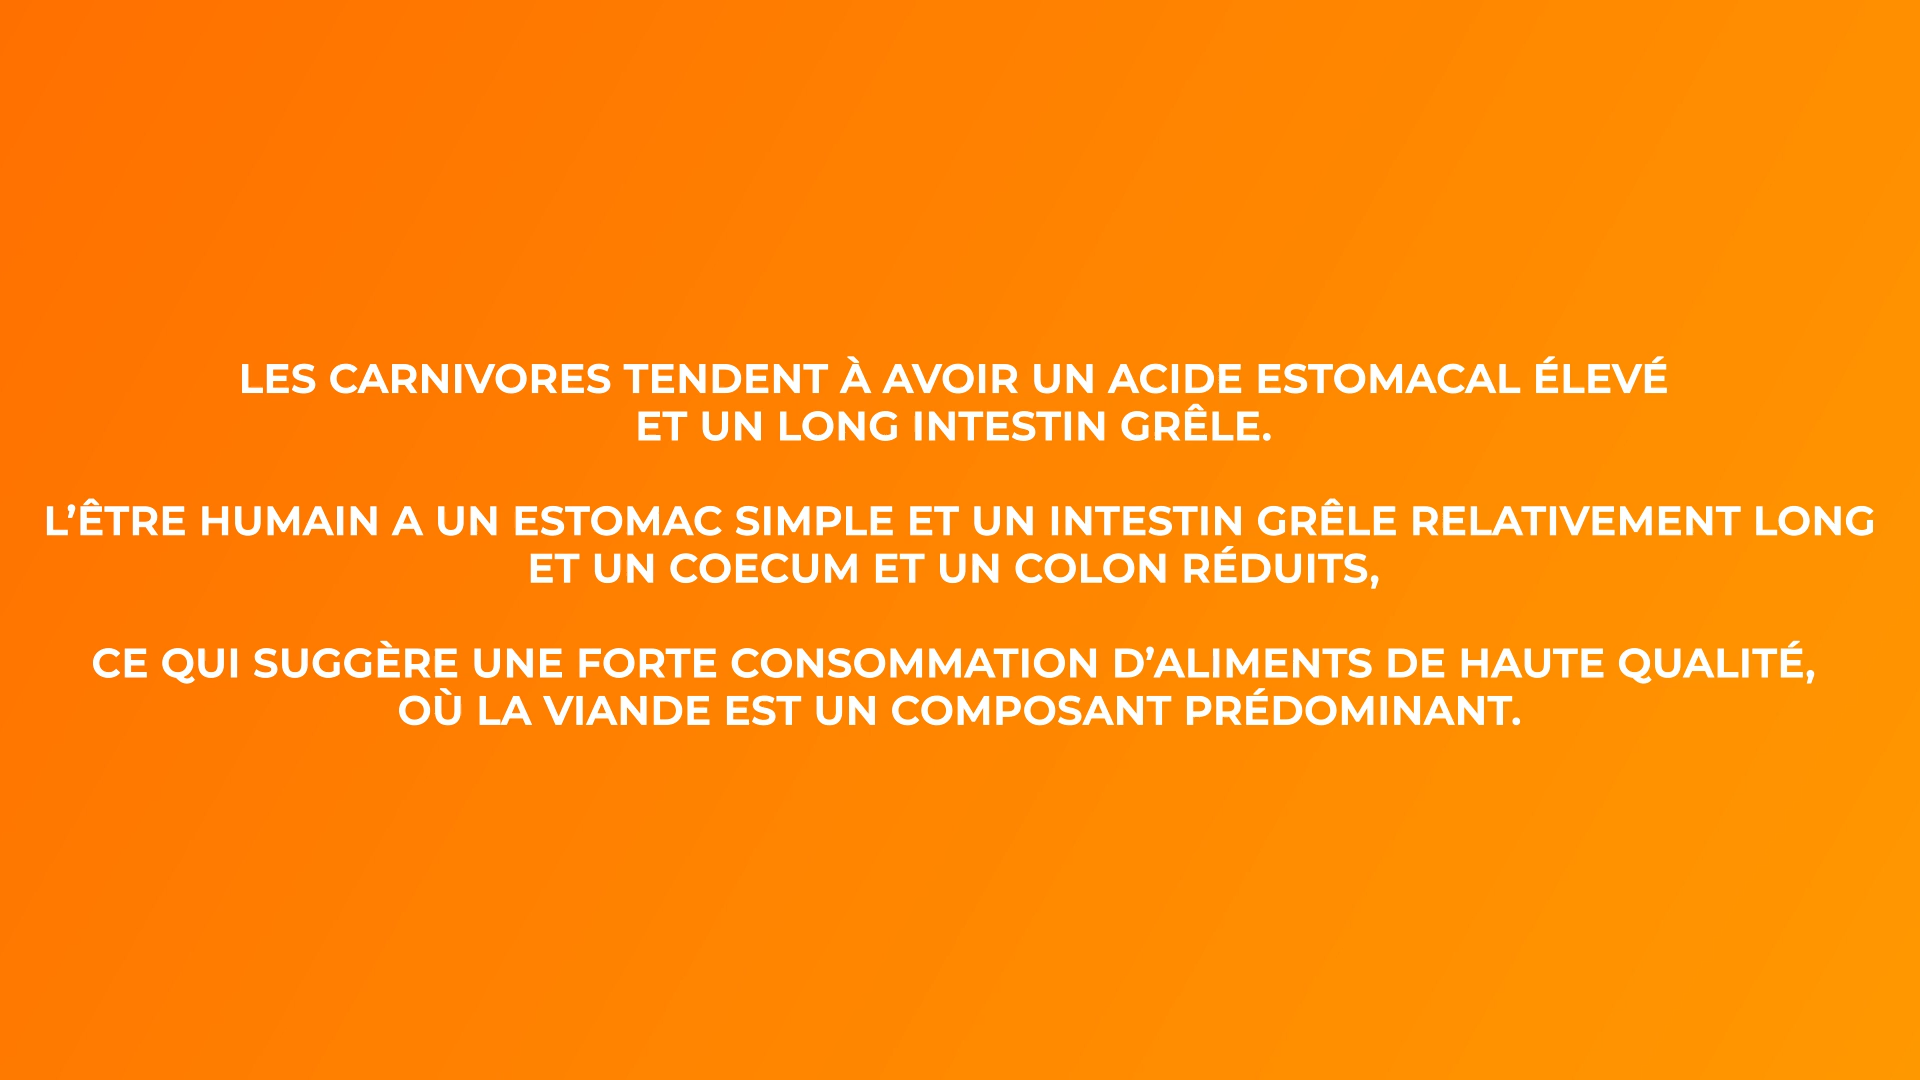 LES CARNIVORES TENDENT À AVOIR UN ACIDE ESTOMACAL ÉLEVÉ
ET UN LONG INTESTIN GRÊLE.
L’ÊTRE HUMAIN A UN ESTOMAC SIMPLE ET UN INTESTIN GRÊLE RELATIVEMENT LONG
ET UN COECUM ET UN COLON RÉDUITS,
CE QUI SUGGÈRE UNE FORTE CONSOMMATION D’ALIMENTS DE HAUTE QUALITÉ,
OÙ LA VIANDE EST UN COMPOSANT PRÉDOMINANT.